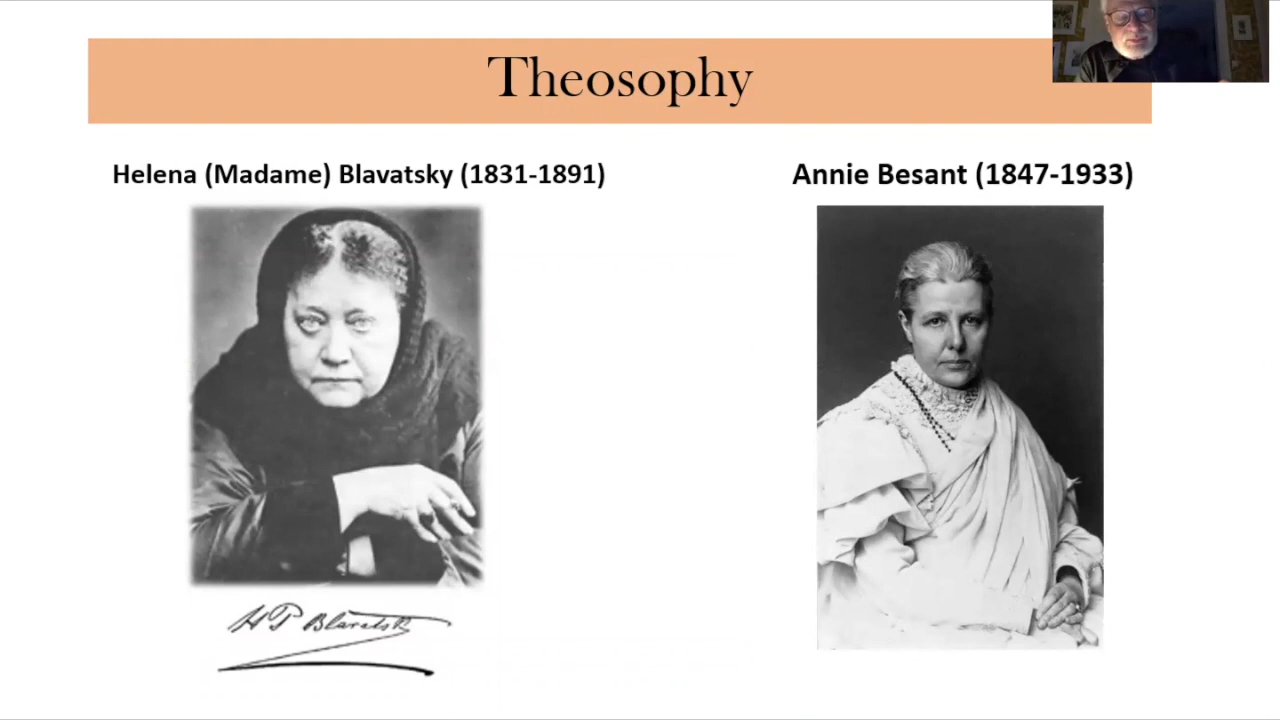 Theosophy
Helena (Madame) Blavatsky (1831-1891)
Annie Besant (1847-1933)
H P Blavatsky